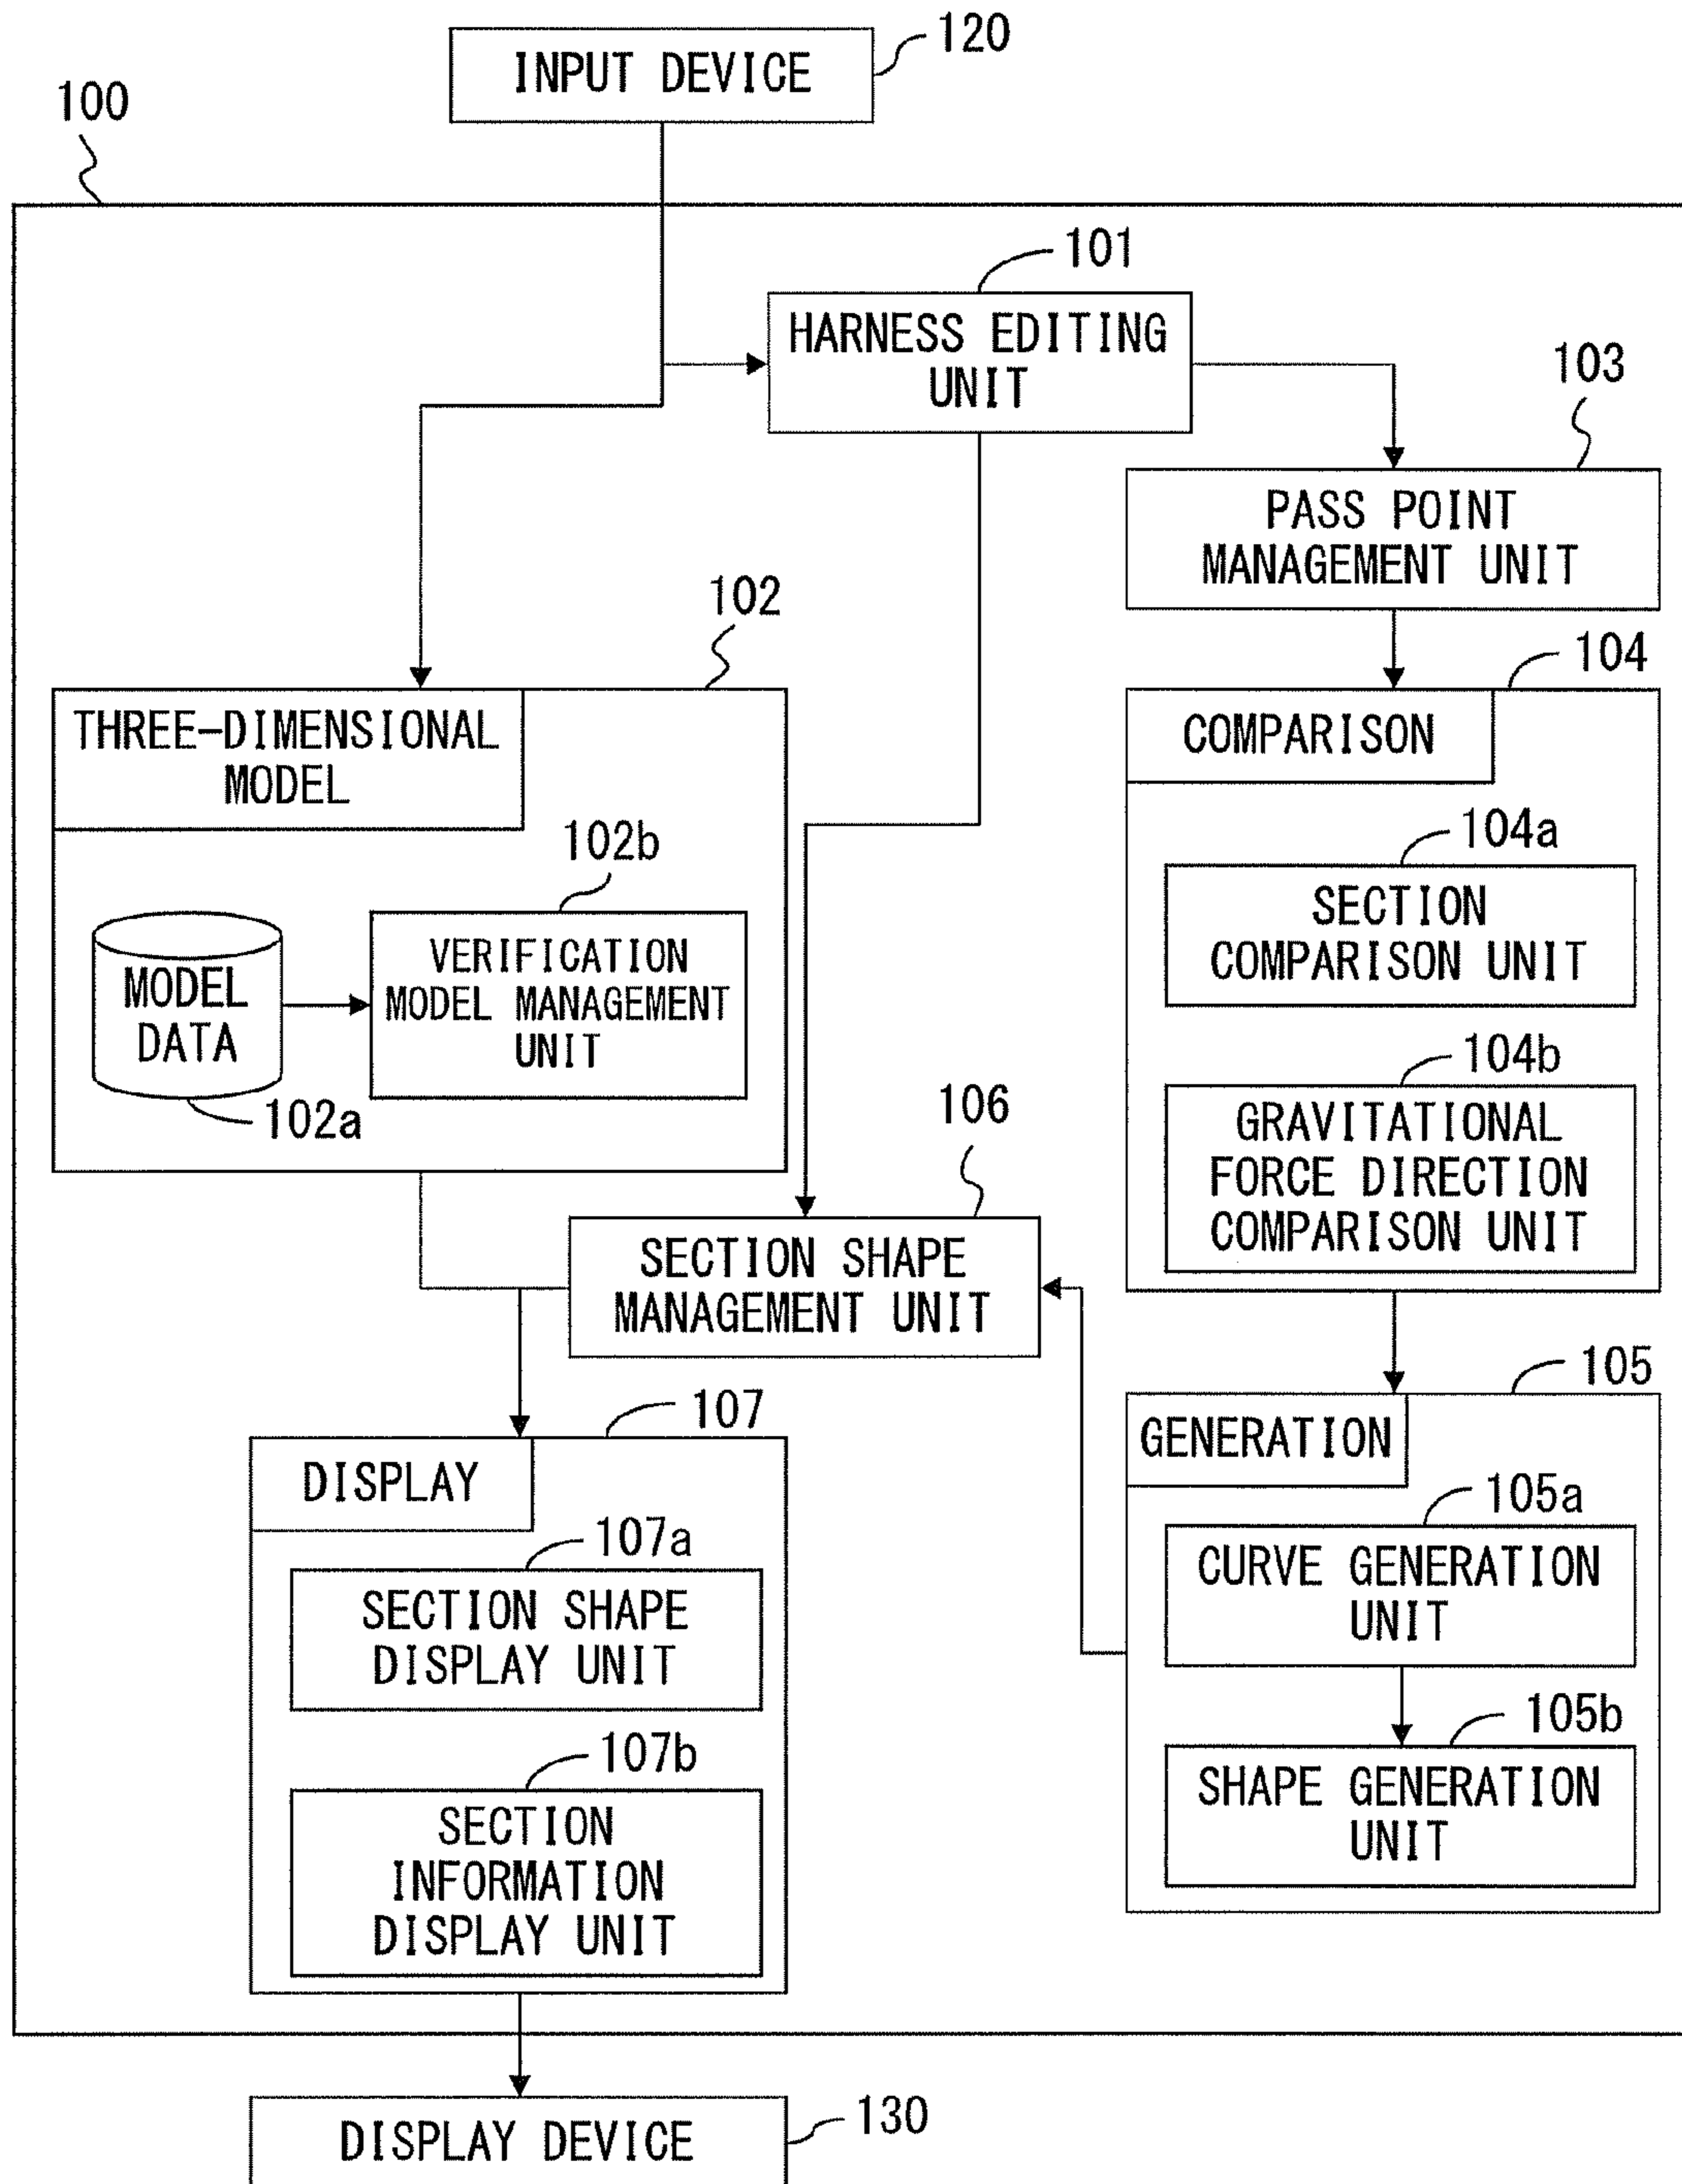 120
INPUT DEVICE
100
101
HARNESS EDITING
UNIT
103
PASS POINT
MANAGEMENT UNIT
102
THREE-DIMENSIONAL
MODEL
102b
MODEL
DATA
102a
VERIFICATION
MODEL MANAGEMENT
UNIT
104
COMPARISON
104a
SECTION
COMPARISON UNIT
104b
GRAVITATIONAL
FORCE DIRECTION
COMPARISON UNIT
106
SECTION SHAPE
MANAGEMENT UNIT
105
GENERATION
105a
CURVE GENERATION
UNIT
105b
SHAPE GENERATION
UNIT
107
DISPLAY
107a
SECTION SHAPE
DISPLAY UNIT
107b
SECTION
INFORMATION
DISPLAY UNIT
DISPLAY DEVICE
130